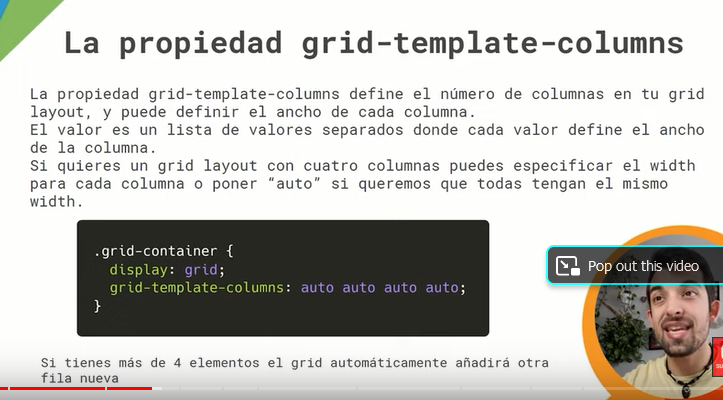 La propiedad grid-template-columns
La propiedad grid-template-columns define el número de columnas en tu grid
layout, y puede definir el ancho de cada columna.
El valor es un lista de valores separados donde cada valor define el ancho
de la columna.
Si quieres un grid layout con cuatro columnas puedes especificar el width
para cada columna o poner “auto” si queremos que todas tengan el mismo
width.
.grid-container {
display: grid;
grid-template-columns: auto auto auto auto;
}
Pop out this video
Si tienes más de 4 elementos el grid automáticamente añadirá otra
fila nueva